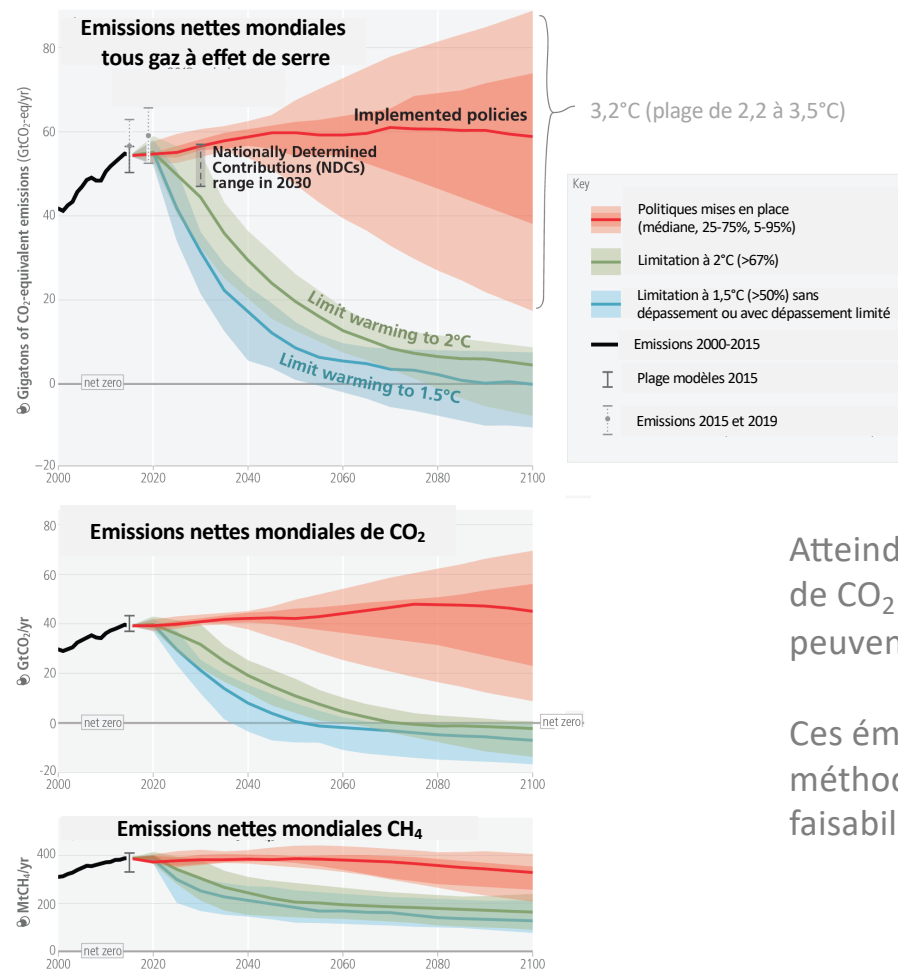 Emissions nettes mondiales
tous gaz à effet de serre
80
60
40
20
0
−20
Gigatons of CO₂-equivalent emissions (GtCO₂-eq/yr)
Implemented policies
Nationally Determined
Contributions (NDCs)
range in 2030
Limit warming to 2°C
Limit warming to 1.5°C
net zero
2000 2020 2040 2060 2080 2100
3,2°C (plage de 2,2 à 3,5°C)
Key
Politiques mises en place
(médiane, 25-75%, 5-95%)
Limitation à 2°C (>67%)
Limitation à 1,5°C (>50%) sans
dépassement ou avec dépassement limité
Emissions 2000-2015
Plage modèles 2015
Emissions 2015 et 2019
Emissions nettes mondiales de CO₂
80
60
40
20
0
-20
GtCO₂/yr
net zero
net zero
2000 2020 2040 2060 2080 2100
Atteind
de CO₂
peuven
Ces ém
méthod
faisabil
Emissions nettes mondiales CH₄
400
200
0
MtCH₄/yr
net zero
2000 2020 2040 2060 2080 2100